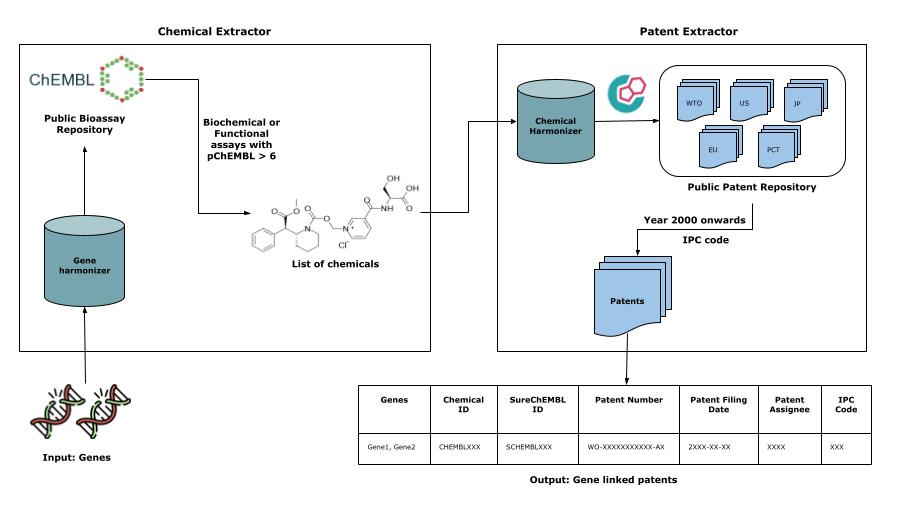 Chemical Extractor
Patent Extractor
ChEMBL
Public Bioassay
Repository
Biochemical or
Functional
assays with
pChEMBL > 6
Gene
harmonizer
OH
O
OH
O
NH
O
O
O
O
O
N
N+
Cl-
List of chemicals
Input: Genes
Chemical
Harmonizer
WTO
US
JP
EU
PCT
Public Patent Repository
Year 2000 onwards
IPC code
Patents
Genes
Chemical
ID
SureChEMBL
ID
Patent Number
Patent Filing
Date
Patent
Assignee
IPC
Code
Gene1, Gene2
CHEMBLXXX
SCHEMBLXXX
WO-XXXXXXXXXXX-AX
2XXX-XX-XX
XXXX
XXX
Output: Gene linked patents